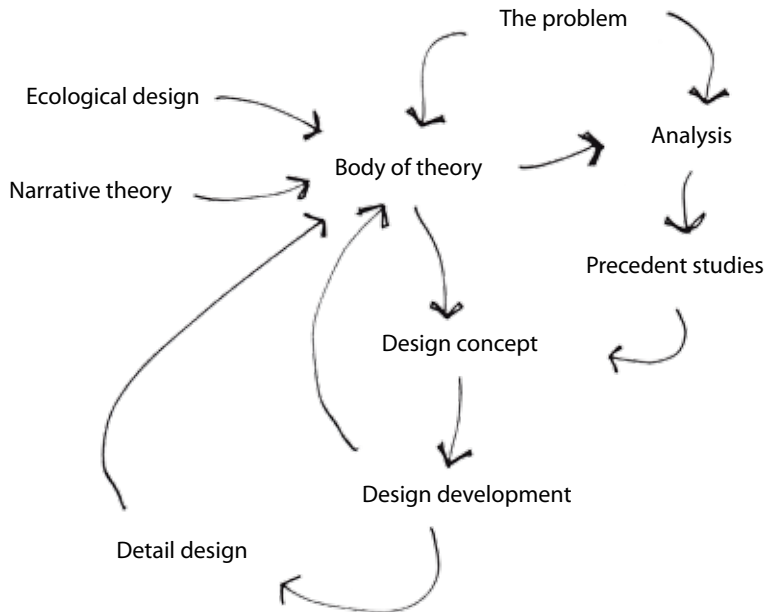 The problem
Ecological design
Analysis
Body of theory
Narrative theory
Precedent studies
Design concept
Design development
Detail design